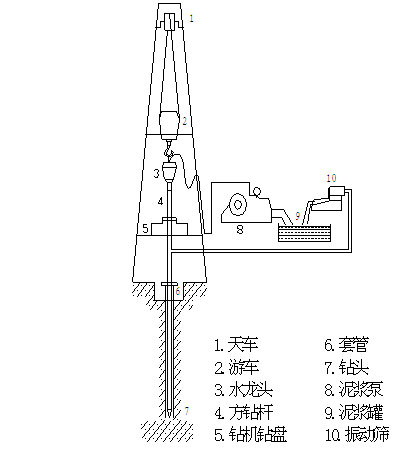 1
2
3
4
5
6
7
8
9
10
1.天车
2.游车
3.水龙头
4.方钻杆
5.钻机钻盘
6.套管
7.钻头
8.泥浆泵
9.泥浆罐
10.振动筛